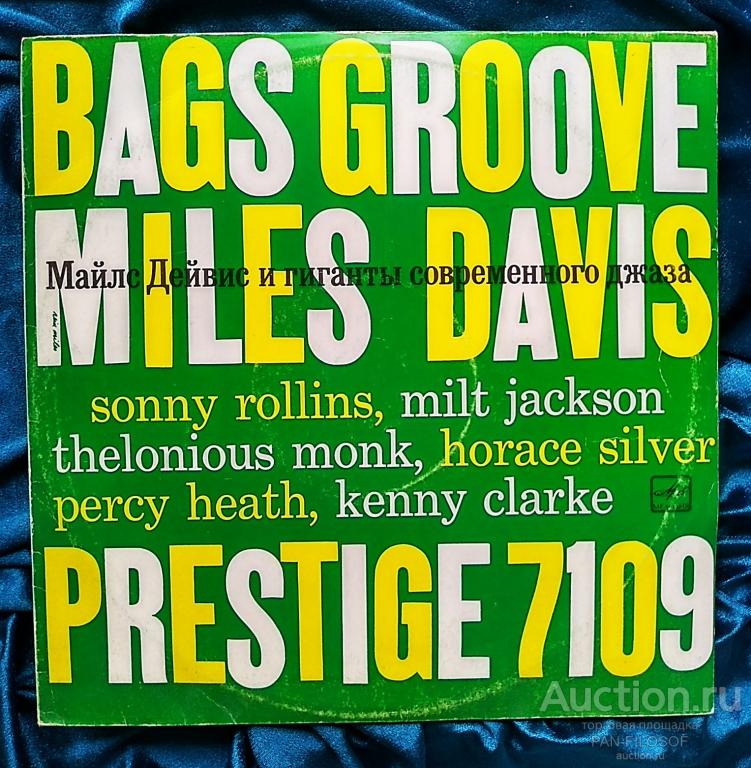 BAGS GROOVE
MILES DAVIS
Майлс Дейвис и гиганты современного джаза
sonny rollins, milt jackson
thelonious monk, horace silver
percy heath, kenny clarke
PRESTIGE 7109
Auction.ru
торговая площадка
PAN-FILOSOF
auction.ru